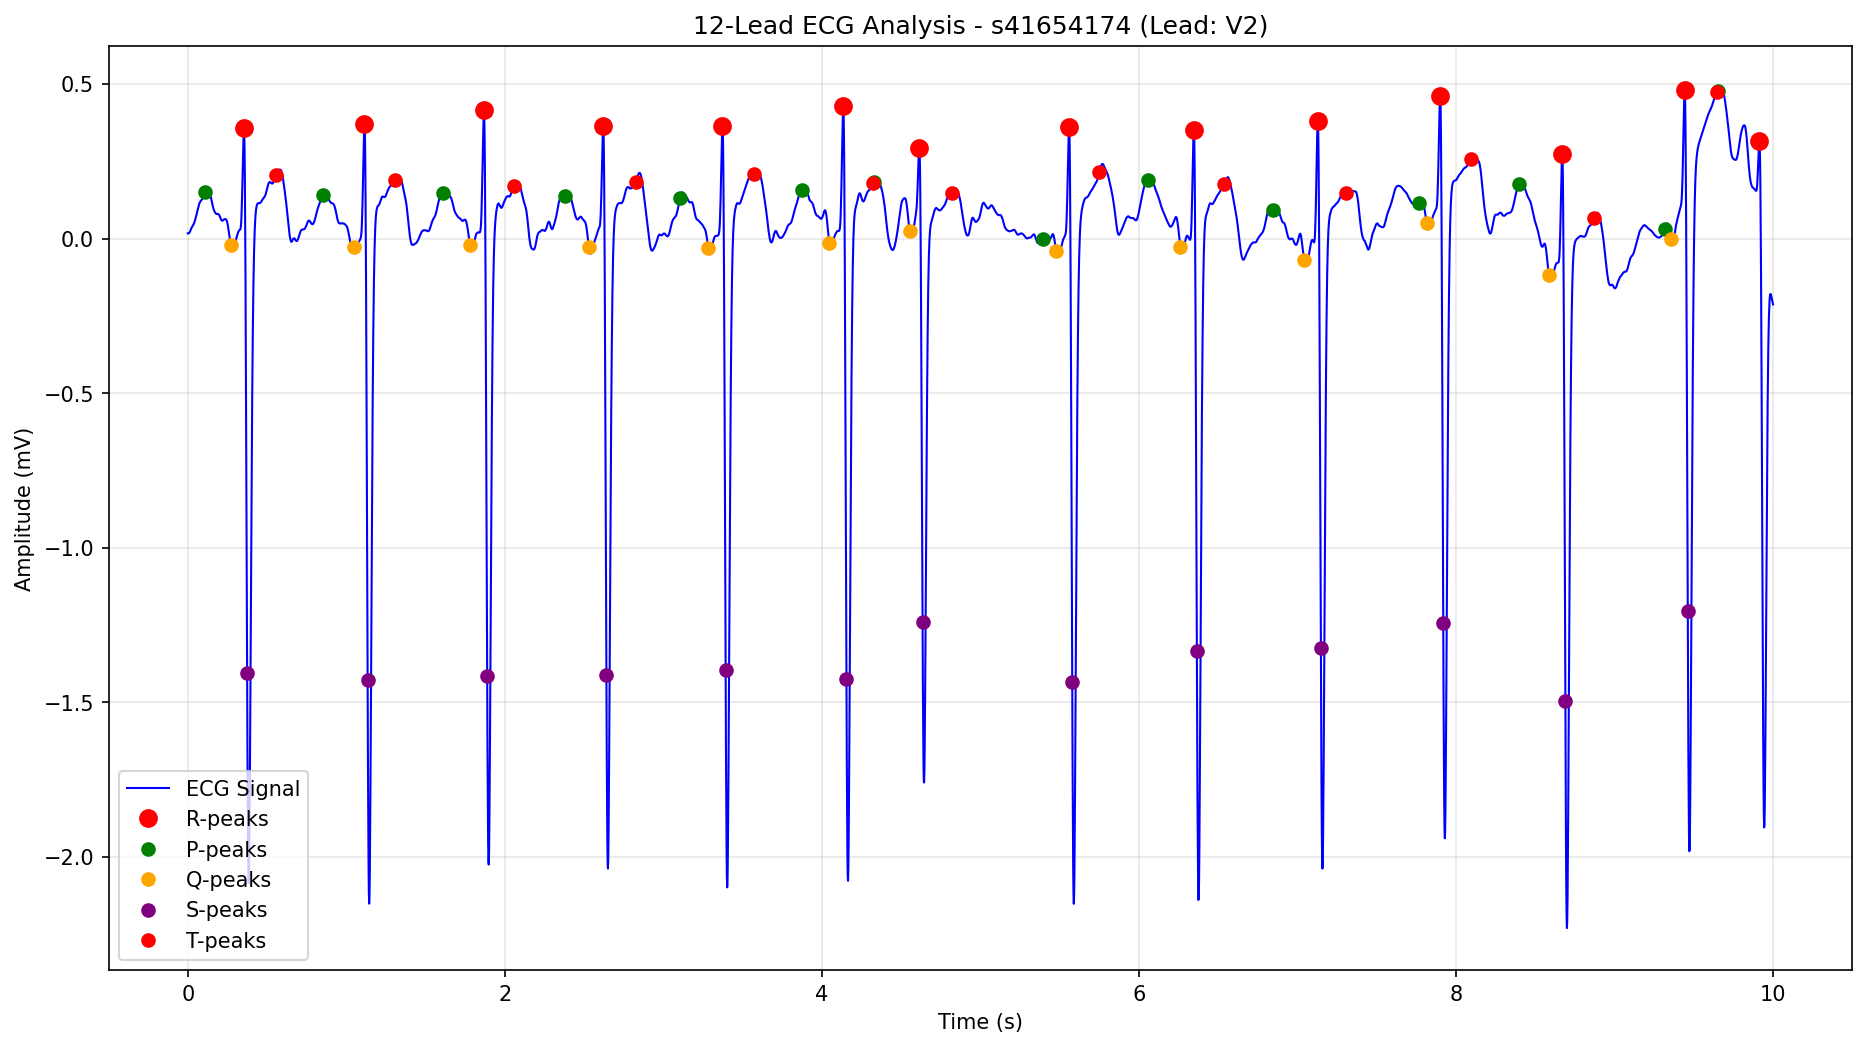 12-Lead ECG Analysis - s41654174 (Lead: V2)
0.5
0.0
−0.5
−1.0
−1.5
−2.0
Amplitude (mV)
ECG Signal
R-peaks
P-peaks
Q-peaks
S-peaks
T-peaks
0 2 4 6 8 10
Time (s)